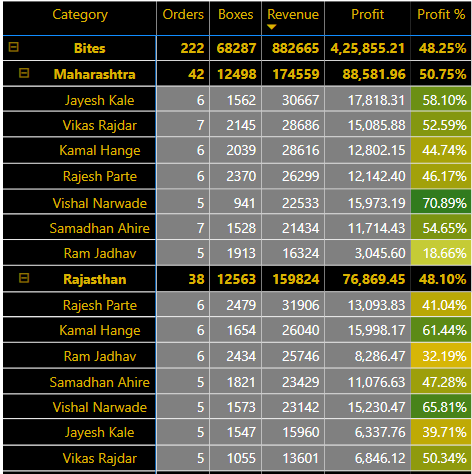 Category Orders Boxes Revenue Profit Profit %
Bites 222 68287 882665 4,25,855.21 48.25%
Maharashtra 42 12498 174559 88,581.96 50.75%
Jayesh Kale 6 1562 30667 17,818.31 58.10%
Vikas Rajdar 7 2145 28686 15,085.88 52.59%
Kamal Hange 6 2039 28616 12,802.15 44.74%
Rajesh Parte 6 2370 26299 12,142.40 46.17%
Vishal Narwade 5 941 22533 15,973.19 70.89%
Samadhan Ahire 7 1528 21434 11,714.43 54.65%
Ram Jadhav 5 1913 16324 3,045.60 18.66%
Rajasthan 38 12563 159824 76,869.45 48.10%
Rajesh Parte 6 2479 31906 13,093.83 41.04%
Kamal Hange 6 1654 26040 15,998.17 61.44%
Ram Jadhav 6 2434 25746 8,286.47 32.19%
Samadhan Ahire 5 1821 23429 11,076.63 47.28%
Vishal Narwade 5 1573 23142 15,230.47 65.81%
Jayesh Kale 5 1547 15960 6,337.76 39.71%
Vikas Rajdar 5 1055 13601 6,846.12 50.34%